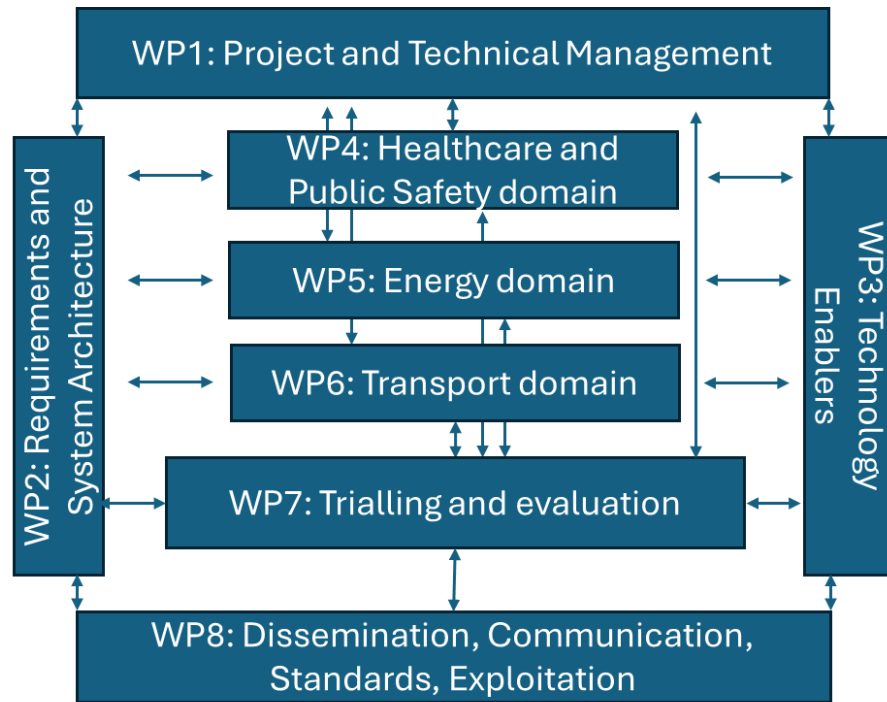 WP1: Project and Technical Management
WP4: Healthcare and
Public Safety domain
WP2: Requirements and
System Architecture
WP5: Energy domain
WP3: Technology
Enablers
WP6: Transport domain
WP7: Trialling and evaluation
WP8: Dissemination, Communication,
Standards, Exploitation